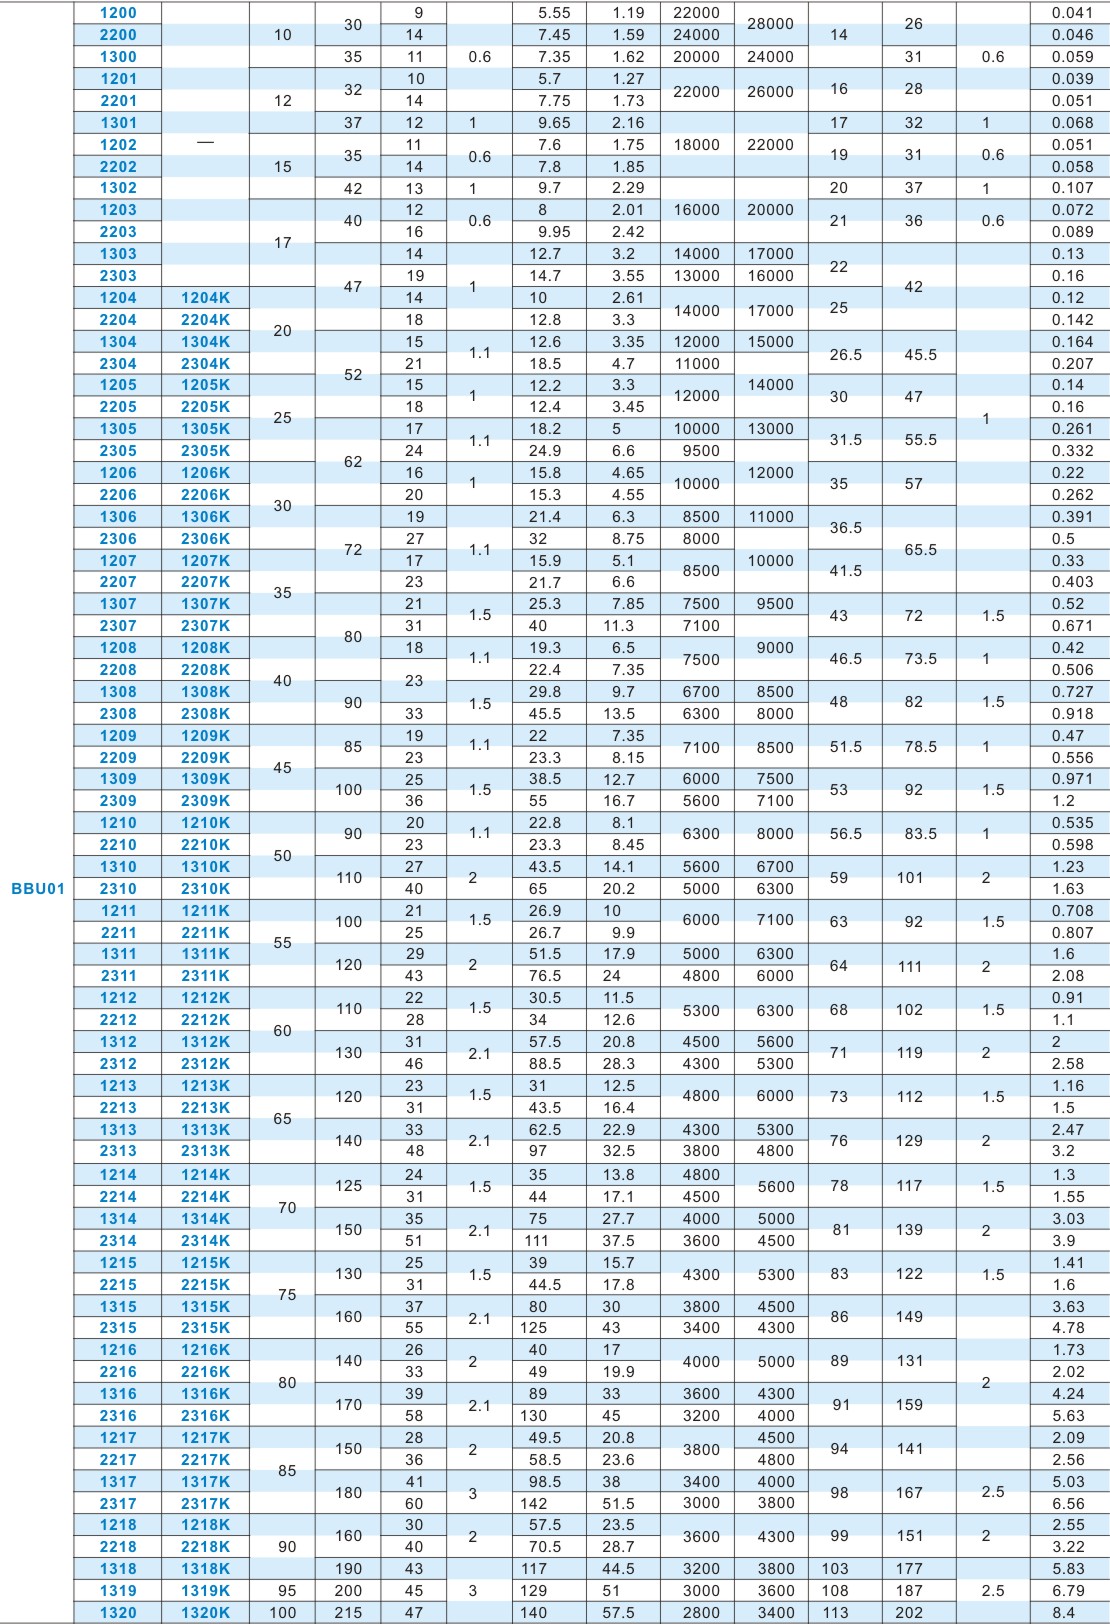 1200 30 9 5.55 1.19 22000 28000 26 0.041
2200 10 14 7.45 1.59 24000 14 0.046
1300 35 11 0.6 7.35 1.62 20000 24000 31 0.6 0.059
1201 32 10 5.7 1.27 22000 26000 16 28 0.039
2201 12 14 7.75 1.73 0.051
1301 37 12 1 9.65 2.16 17 32 1 0.068
1202 — 35 11 0.6 7.6 1.75 18000 22000 19 31 0.6 0.051
2202 15 14 7.8 1.85 0.058
1302 42 13 1 9.7 2.29 20 37 1 0.107
1203 40 12 0.6 8 2.01 16000 20000 21 36 0.6 0.072
2203 17 16 9.95 2.42 0.089
1303 14 12.7 3.2 14000 17000 22 0.13
2303 47 19 1 14.7 3.55 13000 16000 42 0.16
1204 1204K 14 10 2.61 14000 17000 25 0.12
2204 2204K 20 18 12.8 3.3 0.142
1304 1304K 15 1.1 12.6 3.35 12000 15000 26.5 45.5 0.164
2304 2304K 52 21 18.5 4.7 11000 0.207
1205 1205K 15 1 12.2 3.3 12000 14000 30 47 0.14
2205 2205K 25 18 12.4 3.45 1 0.16
1305 1305K 17 1.1 18.2 5 10000 13000 31.5 55.5 0.261
2305 2305K 62 24 24.9 6.6 9500 0.332
1206 1206K 16 1 15.8 4.65 10000 12000 35 57 0.22
2206 2206K 30 20 15.3 4.55 0.262
1306 1306K 19 21.4 6.3 8500 11000 36.5 0.391
2306 2306K 72 27 1.1 32 8.75 8000 65.5 0.5
1207 1207K 17 15.9 5.1 8500 10000 41.5 0.33
2207 2207K 35 23 21.7 6.6 0.403
1307 1307K 21 1.5 25.3 7.85 7500 9500 43 72 1.5 0.52
2307 2307K 80 31 40 11.3 7100 0.671
1208 1208K 18 1.1 19.3 6.5 7500 9000 46.5 73.5 1 0.42
2208 2208K 40 23 22.4 7.35 0.506
1308 1308K 90 1.5 29.8 9.7 6700 8500 48 82 1.5 0.727
2308 2308K 33 45.5 13.5 6300 8000 0.918
1209 1209K 85 19 1.1 22 7.35 7100 8500 51.5 78.5 1 0.47
2209 2209K 45 23 23.3 8.15 0.556
1309 1309K 100 25 1.5 38.5 12.7 6000 7500 53 92 1.5 0.971
2309 2309K 36 55 16.7 5600 7100 1.2
1210 1210K 90 20 1.1 22.8 8.1 6300 8000 56.5 83.5 1 0.535
2210 2210K 50 23 23.3 8.45 0.598
1310 1310K 110 27 2 43.5 14.1 5600 6700 59 101 2 1.23
BBU01 2310 2310K 40 65 20.2 5000 6300 1.63
1211 1211K 100 21 1.5 26.9 10 6000 7100 63 92 1.5 0.708
2211 2211K 55 25 26.7 9.9 0.807
1311 1311K 120 29 2 51.5 17.9 5000 6300 64 111 2 1.6
2311 2311K 43 76.5 24 4800 6000 2.08
1212 1212K 110 22 1.5 30.5 11.5 5300 6300 68 102 1.5 0.91
2212 2212K 60 28 34 12.6 1.1
1312 1312K 130 31 2.1 57.5 20.8 4500 5600 71 119 2 2
2312 2312K 46 88.5 28.3 4300 5300 2.58
1213 1213K 120 23 1.5 31 12.5 4800 6000 73 112 1.5 1.16
2213 2213K 65 31 43.5 16.4 1.5
1313 1313K 140 33 2.1 62.5 22.9 4300 5300 76 129 2 2.47
2313 2313K 48 97 32.5 3800 4800 3.2
1214 1214K 125 24 1.5 35 13.8 4800 5600 78 117 1.5 1.3
2214 2214K 70 31 44 17.1 4500 1.55
1314 1314K 150 35 2.1 75 27.7 4000 5000 81 139 2 3.03
2314 2314K 51 111 37.5 3600 4500 3.9
1215 1215K 130 25 1.5 39 15.7 4300 5300 83 122 1.5 1.41
2215 2215K 75 31 44.5 17.8 1.6
1315 1315K 160 37 2.1 80 30 3800 4500 86 149 3.63
2315 2315K 55 125 43 3400 4300 4.78
1216 1216K 140 26 2 40 17 4000 5000 89 131 1.73
2216 2216K 80 33 49 19.9 2 2.02
1316 1316K 170 39 2.1 89 33 3600 4300 91 159 4.24
2316 2316K 58 130 45 3200 4000 5.63
1217 1217K 150 28 2 49.5 20.8 3800 4500 94 141 2.09
2217 2217K 85 36 58.5 23.6 4800 2.56
1317 1317K 180 41 3 98.5 38 3400 4000 98 167 2.5 5.03
2317 2317K 60 142 51.5 3000 3800 6.56
1218 1218K 160 30 2 57.5 23.5 3600 4300 99 151 2 2.55
2218 2218K 90 40 70.5 28.7 3.22
1318 1318K 190 43 117 44.5 3200 3800 103 177 5.83
1319 1319K 95 200 45 3 129 51 3000 3600 108 187 2.5 6.79
1320 1320K 100 215 47 140 57.5 2800 3400 113 202 8.4